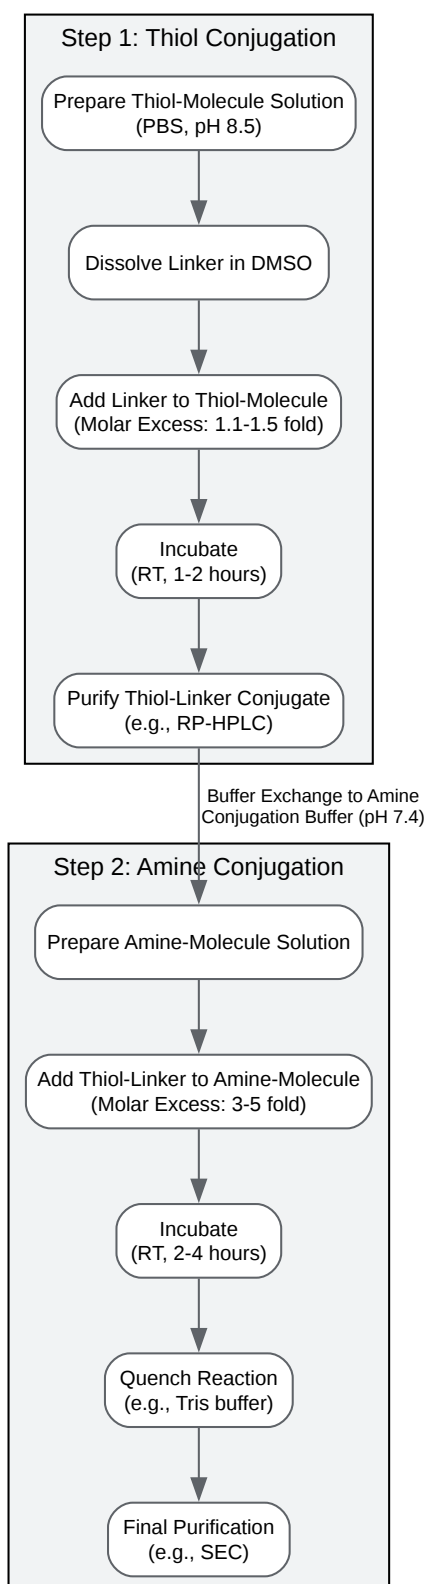 Step 1: Thiol Conjugation
Prepare Thiol-Molecule Solution
(PBS, pH 8.5)
Dissolve Linker in DMSO
Add Linker to Thiol-Molecule
(Molar Excess: 1.1-1.5 fold)
Incubate
(RT, 1-2 hours)
Purify Thiol-Linker Conjugate
(e.g., RP-HPLC)
Buffer Exchange to Amine
Conjugation Buffer (pH 7.4)
Step 2: Amine Conjugation
Prepare Amine-Molecule Solution
Add Thiol-Linker to Amine-Molecule
(Molar Excess: 3-5 fold)
Incubate
(RT, 2-4 hours)
Quench Reaction
(e.g., Tris buffer)
Final Purification
(e.g., SEC)